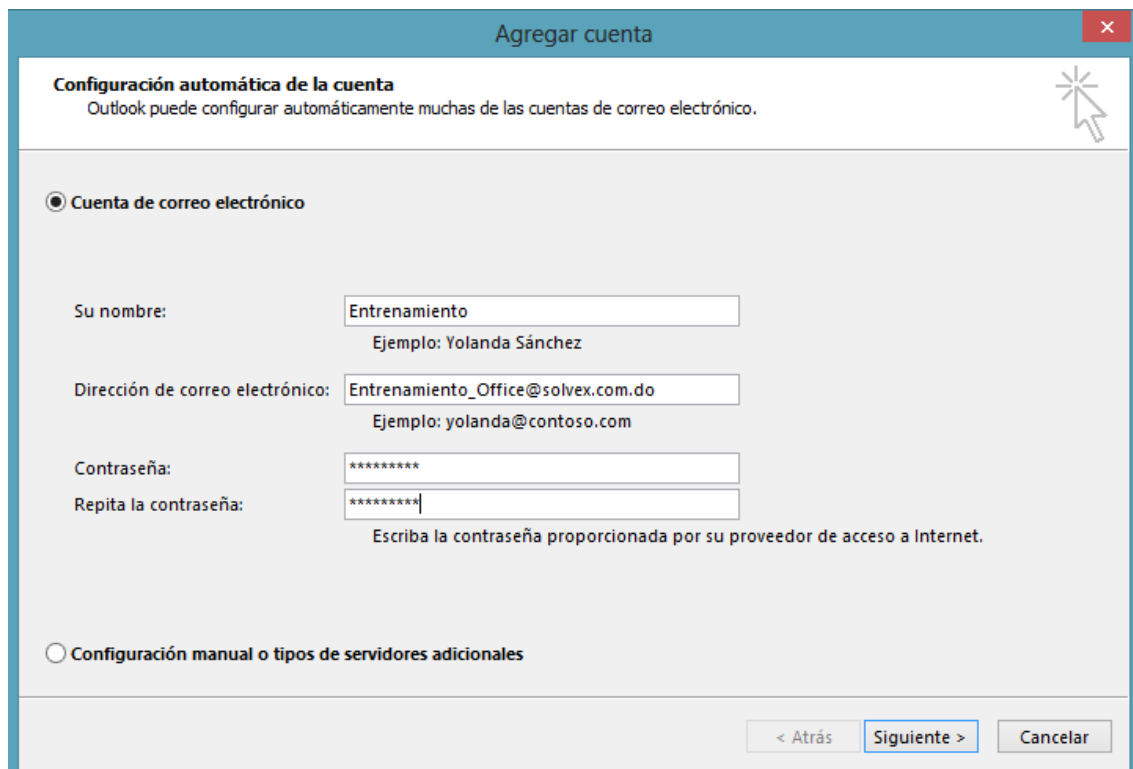 Agregar cuenta
Configuración automática de la cuenta
Outlook puede configurar automáticamente muchas de las cuentas de correo electrónico.
Cuenta de correo electrónico
Su nombre: Entrenamiento
Ejemplo: Yolanda Sánchez
Dirección de correo electrónico: Entrenamiento_Office@solvex.com.do
Ejemplo: yolanda@contoso.com
Contraseña: *********
Repita la contraseña: *********
Escriba la contraseña proporcionada por su proveedor de acceso a Internet.
Configuración manual o tipos de servidores adicionales
< Atrás Siguiente > Cancelar